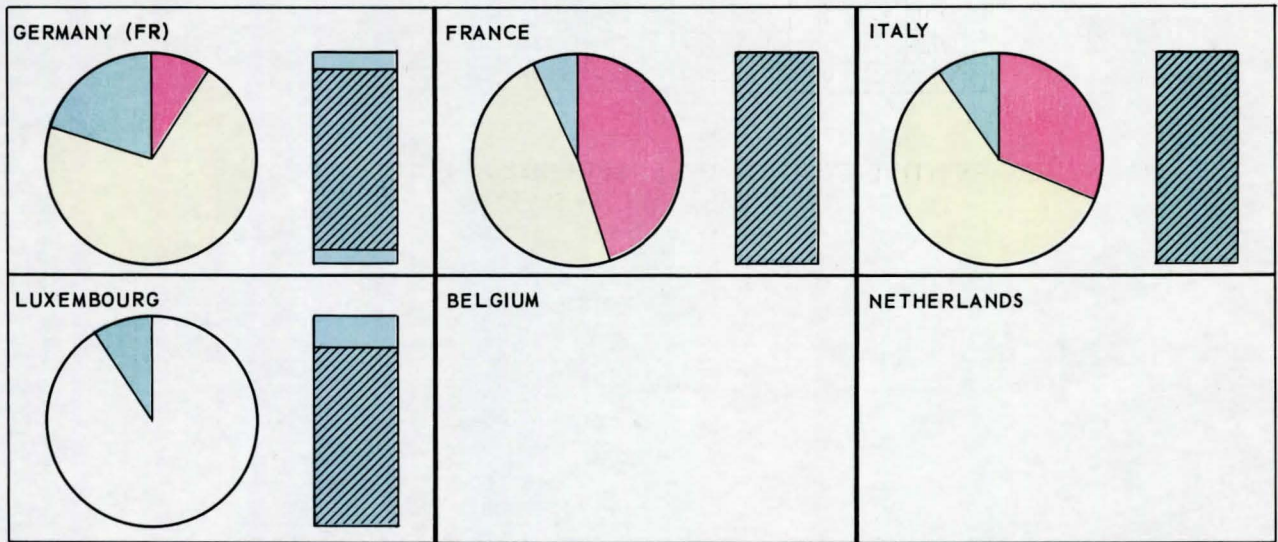 GERMANY (FR)
FRANCE
ITALY
LUXEMBOURG
BELGIUM
NETHERLANDS